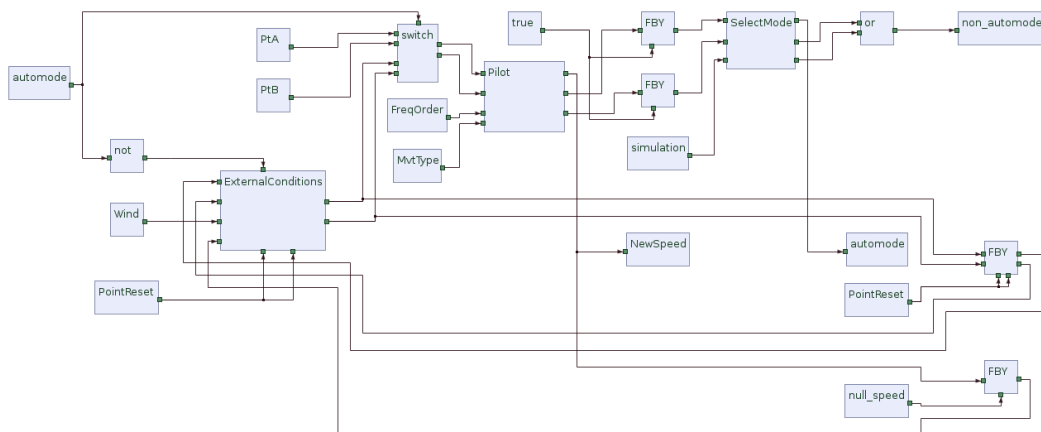 true
FBY
SelectMode
or
non_automode
PtA
switch
automode
PtB
Pilot
FBY
FreqOrder
not
MvtType
simulation
ExternalConditions
Wind
NewSpeed
automode
FBY
PointReset
PointReset
FBY
null_speed